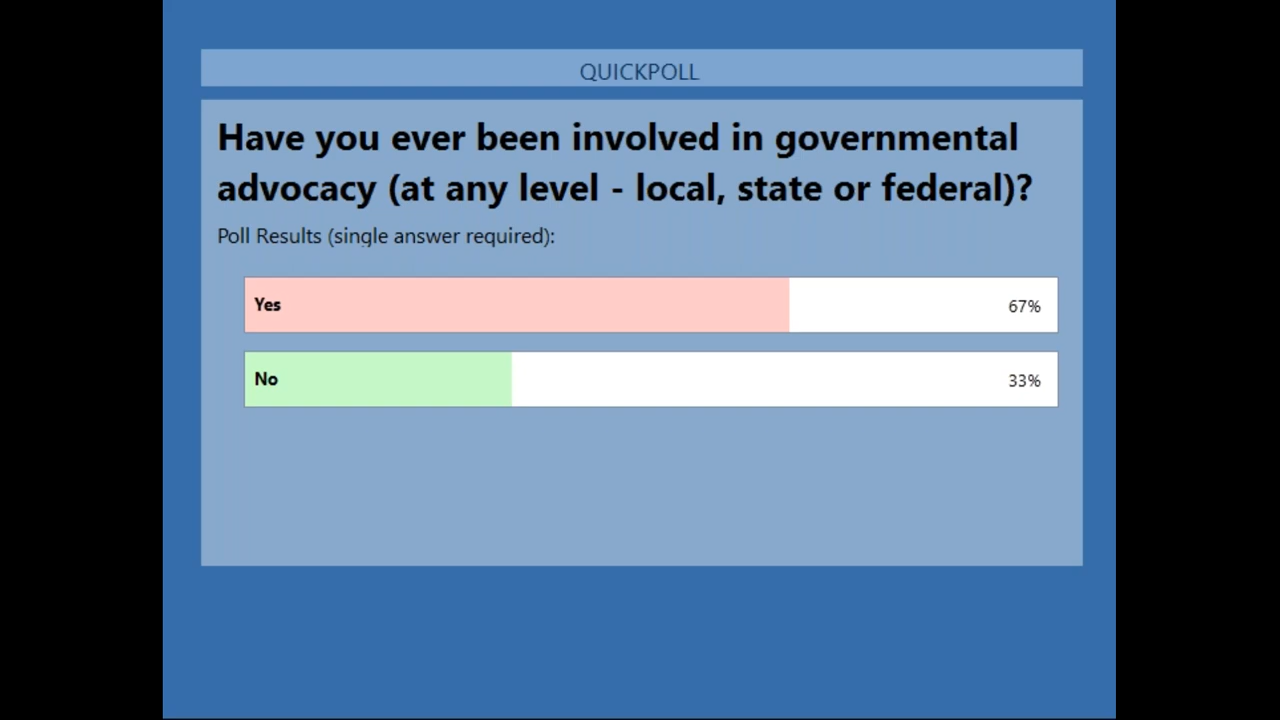 QUICKPOLL
Have you ever been involved in governmental
advocacy (at any level - local, state or federal)?
Poll Results (single answer required):
Yes 67%
No 33%